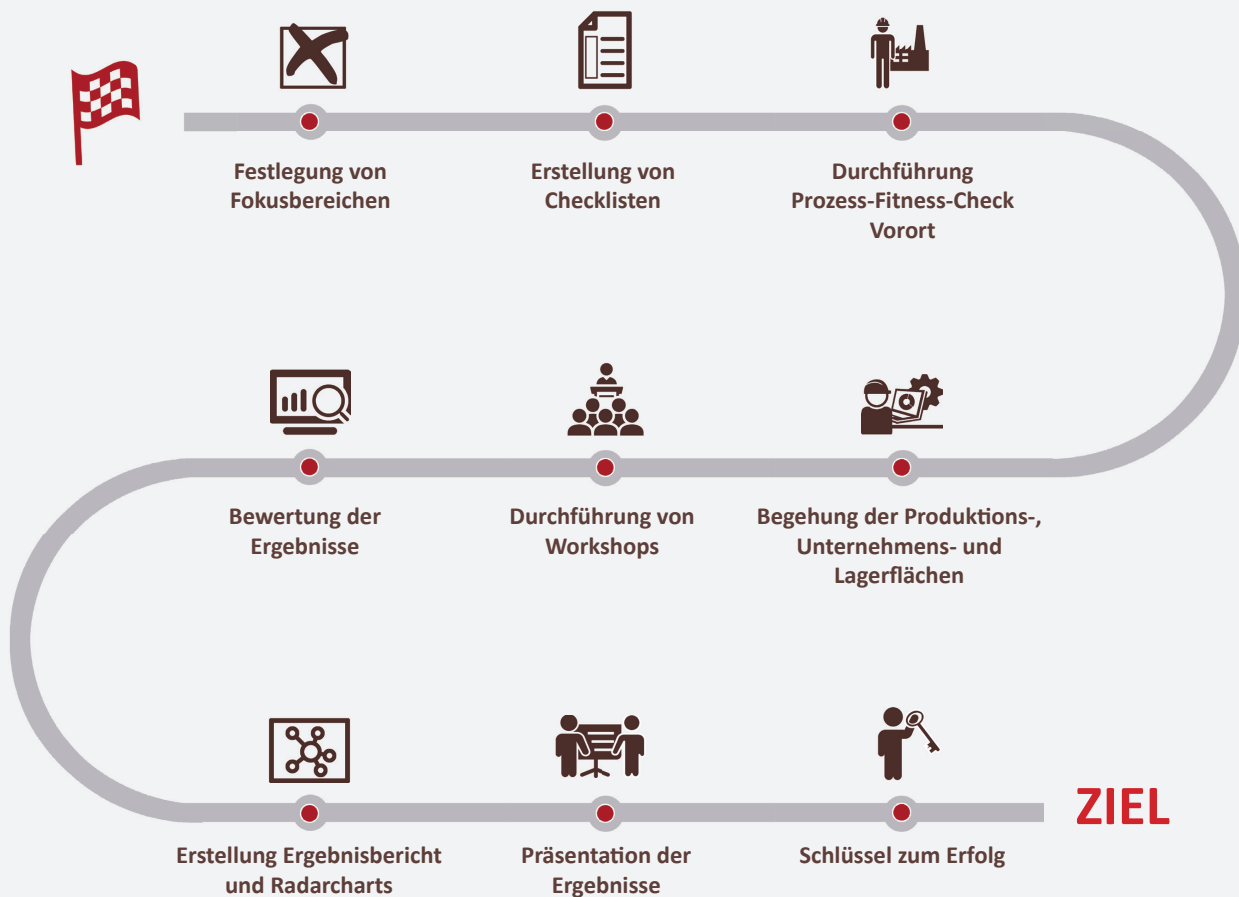 Festlegung von
Fokusbereichen
Erstellung von
Checklisten
Durchführung
Prozess-Fitness-Check
Vorort
Begehung der Produktions-,
Unternehmens- und
Lagerflächen
Durchführung von
Workshops
Bewertung der
Ergebnisse
Erstellung Ergebnisbericht
und Radarcharts
Präsentation der
Ergebnisse
Schlüssel zum Erfolg
ZIEL